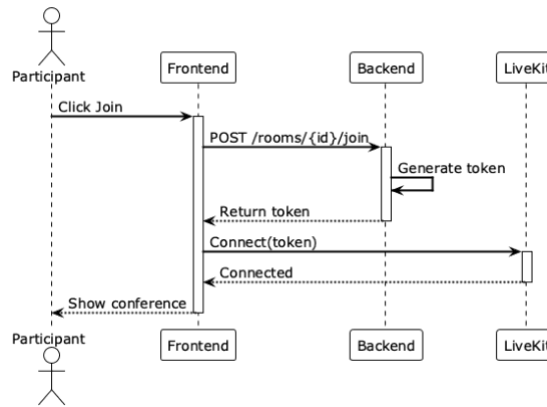 Participant
Frontend
Backend
LiveKit
Click Join
POST /rooms/{id}/join
Generate token
Return token
Connect(token)
Connected
Show conference
Participant
Frontend
Backend
LiveKit